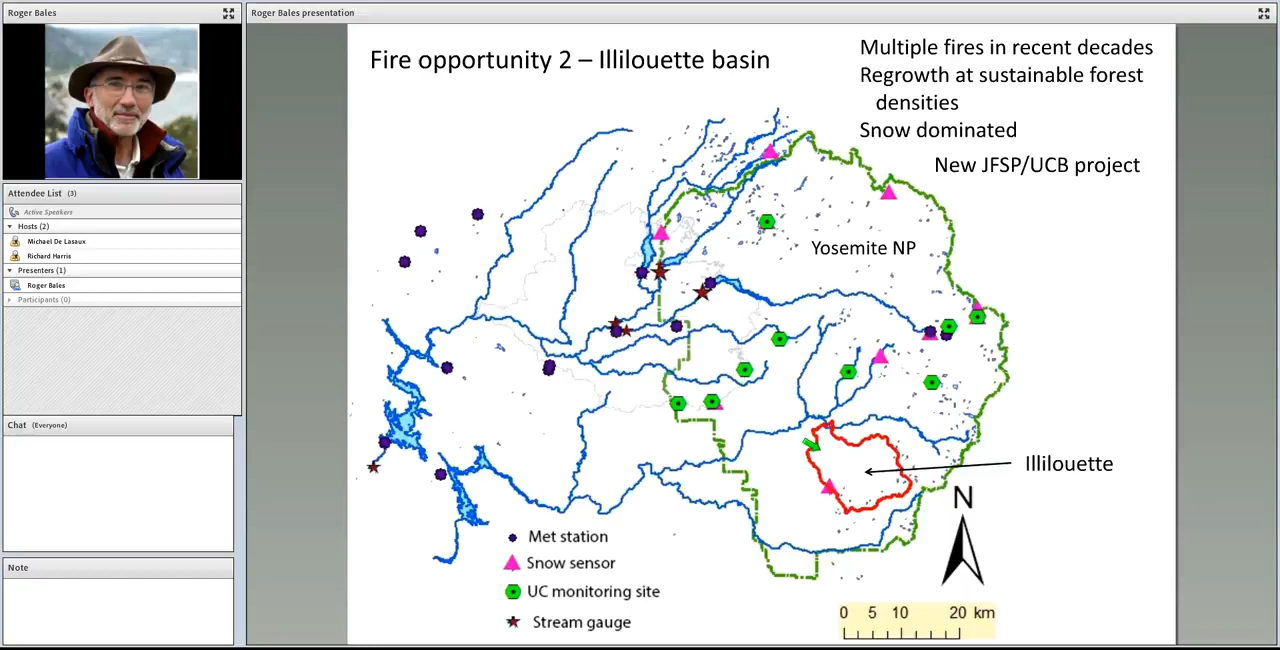 Roger Bales
Attendee List (3)
Active Speakers
Hosts (2)
Michael De Lasaux
Richard Harris
Presenters (1)
Roger Bales
Participants (0)
Chat (Everyone)
Note
Roger Bales presentation
Fire opportunity 2 – Illilouette basin
Multiple fires in recent decades
Regrowth at sustainable forest
densities
Snow dominated
New JFSP/UCB project
Yosemite NP
Illilouette
N
Met station
Snow sensor
UC monitoring site
Stream gauge
0 5 10 20 km